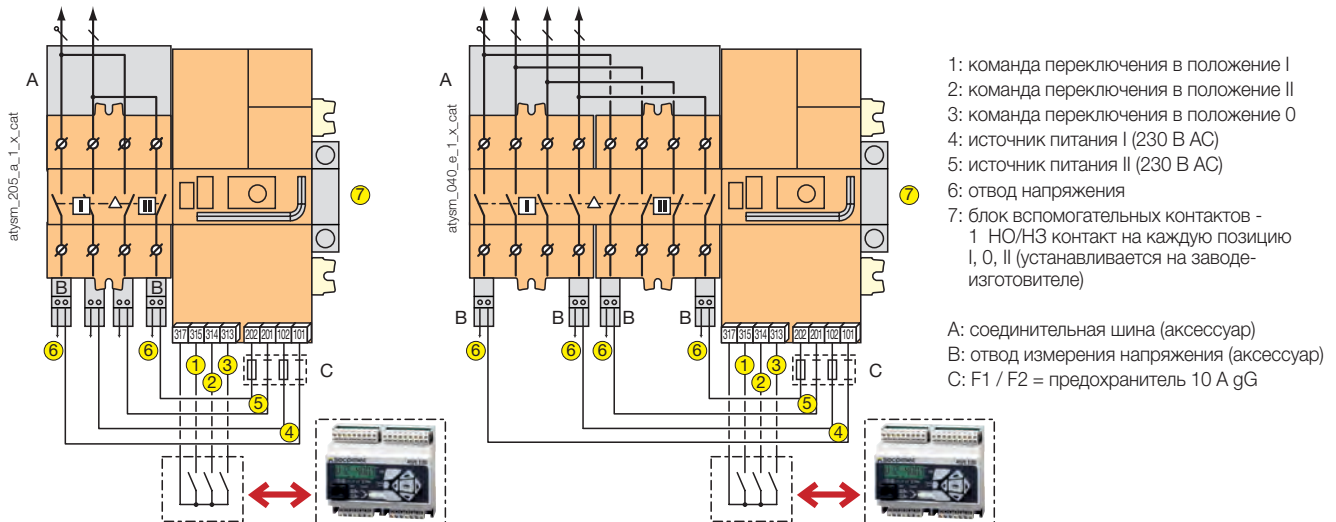 A
atysm_205_a_1_x_cat
I
II
7
B
B
6
6
317
315
314
313
202
201
102
101
1
2
3
C
5
4
A
atysm_040_e_1_x_cat
I
II
7
B
B
B
B
6
6
6
6
317
315
314
313
202
201
102
101
1
2
3
C
5
4
1: команда переключения в положение I
2: команда переключения в положение II
3: команда переключения в положение 0
4: источник питания I (230 В АС)
5: источник питания II (230 В АС)
6: отвод напряжения
7: блок вспомогательных контактов -
1 НО/НЗ контакт на каждую позицию
I, 0, II (устанавливается на заводе-
изготовителе)
A: соединительная шина (аксессуар)
B: отвод измерения напряжения (аксессуар)
C: F1 / F2 = предохранитель 10 A gG